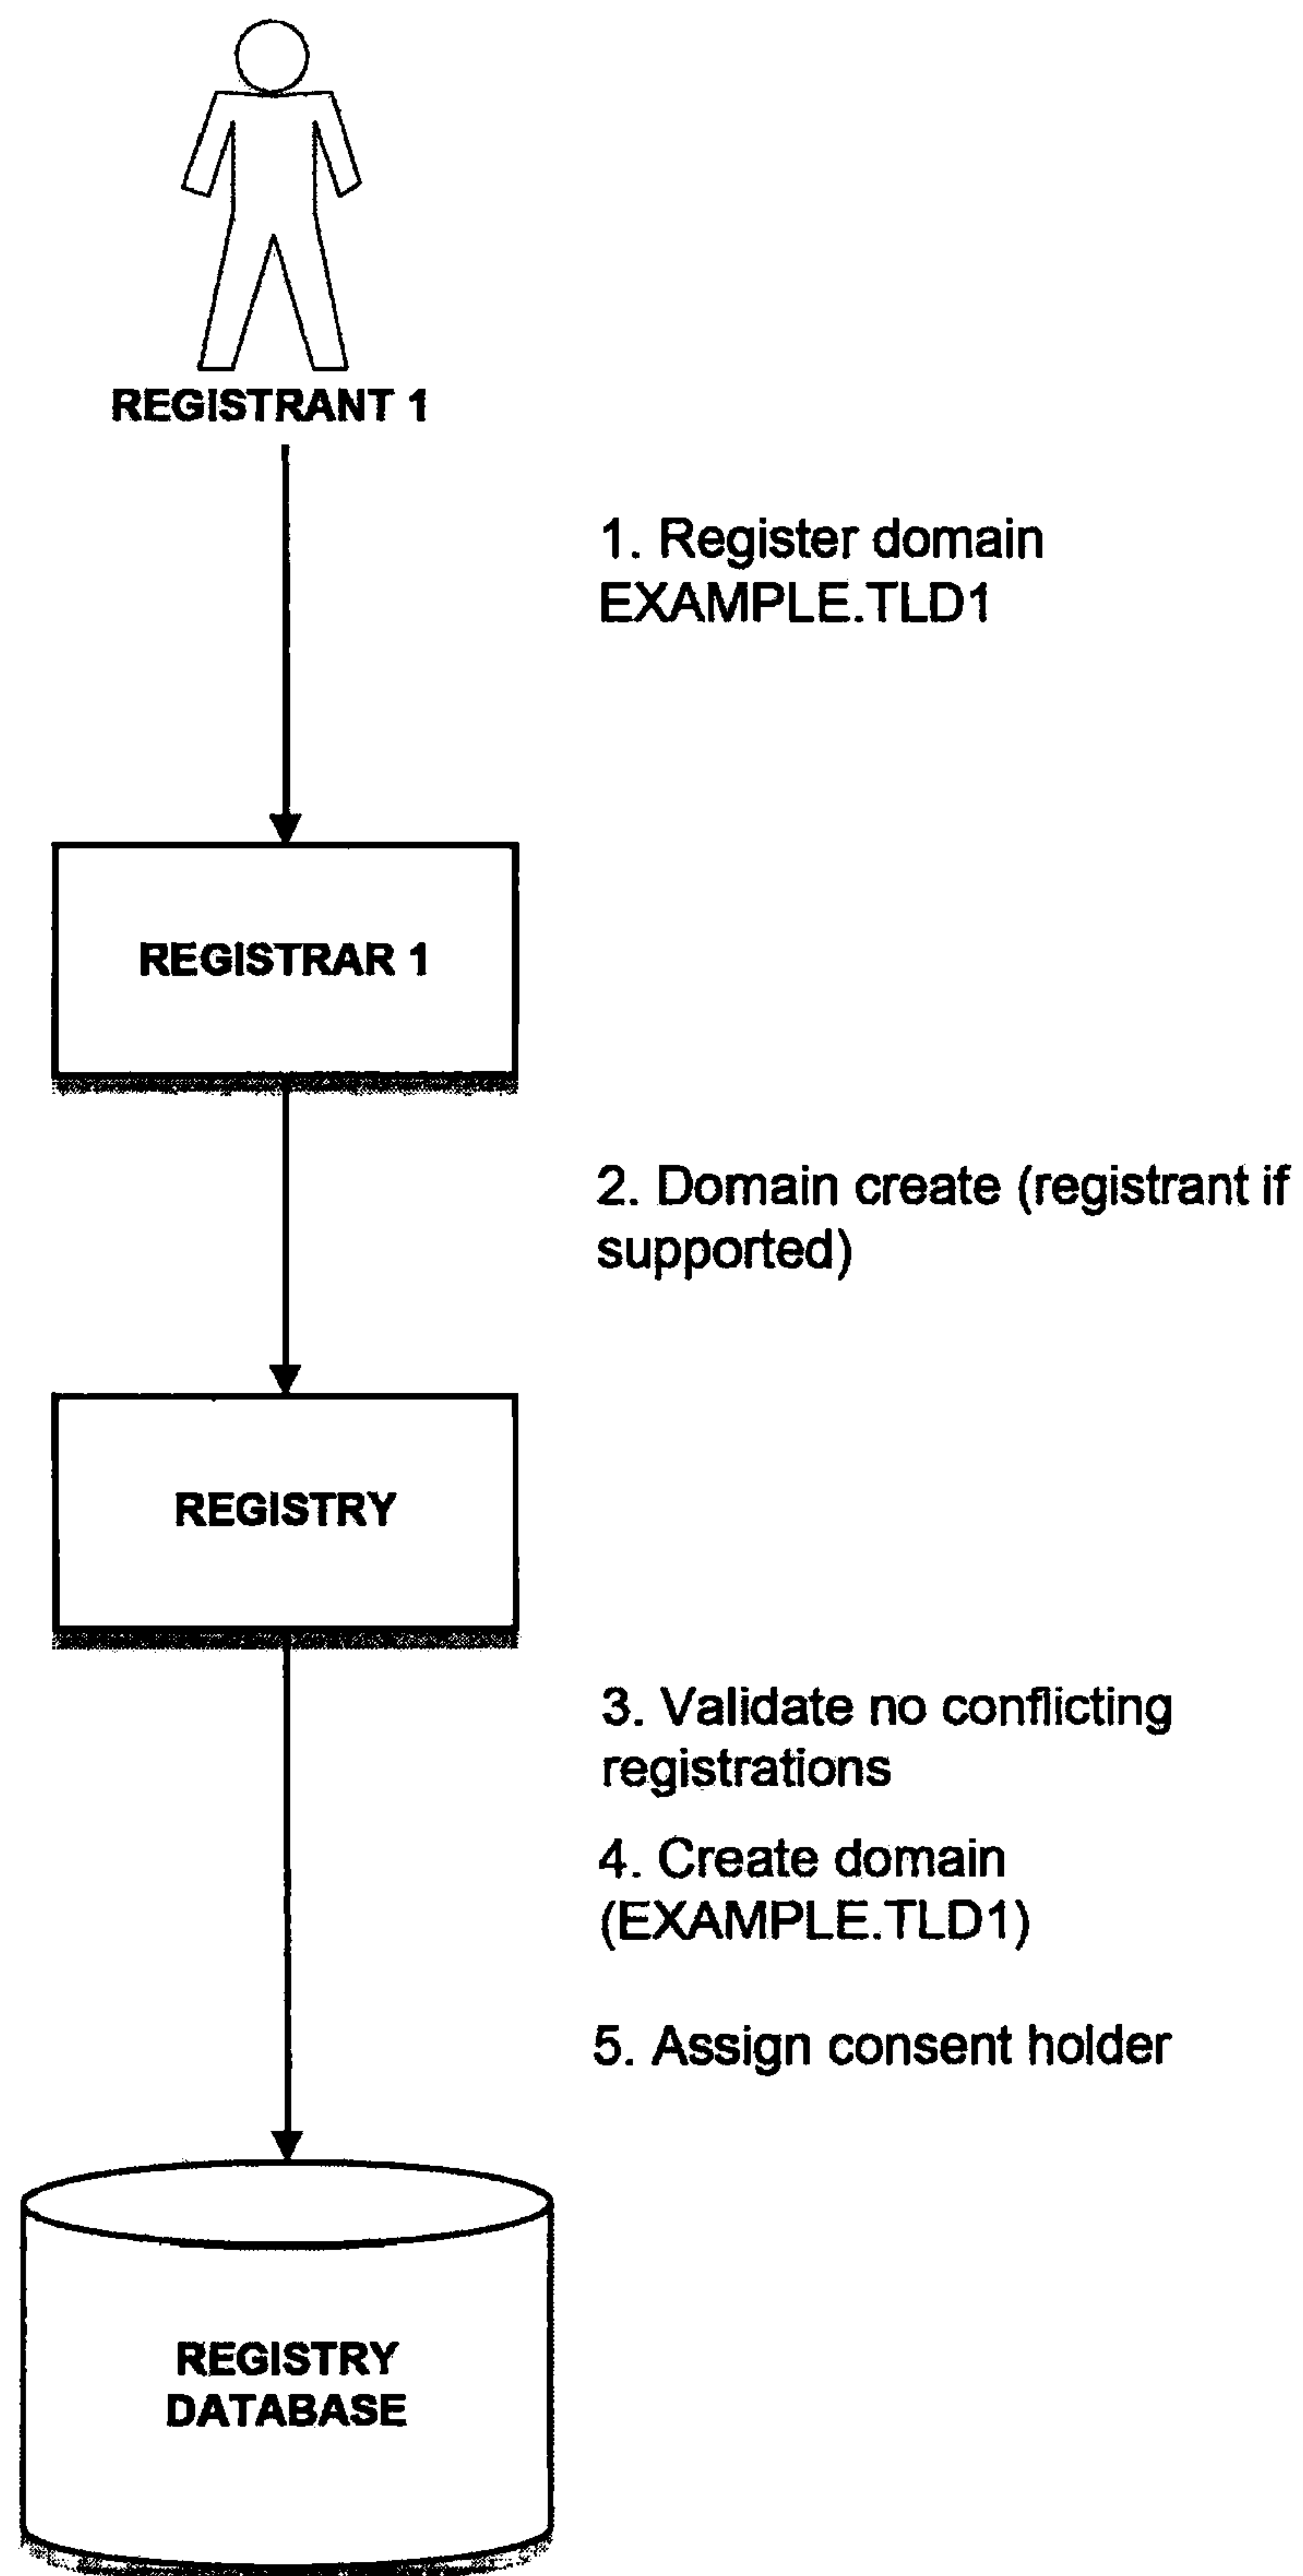 REGISTRANT 1
1. Register domain
EXAMPLE.TLD1
REGISTRAR 1
2. Domain create (registrant if
supported)
REGISTRY
3. Validate no conflicting
registrations
4. Create domain
(EXAMPLE.TLD1)
5. Assign consent holder
REGISTRY
DATABASE